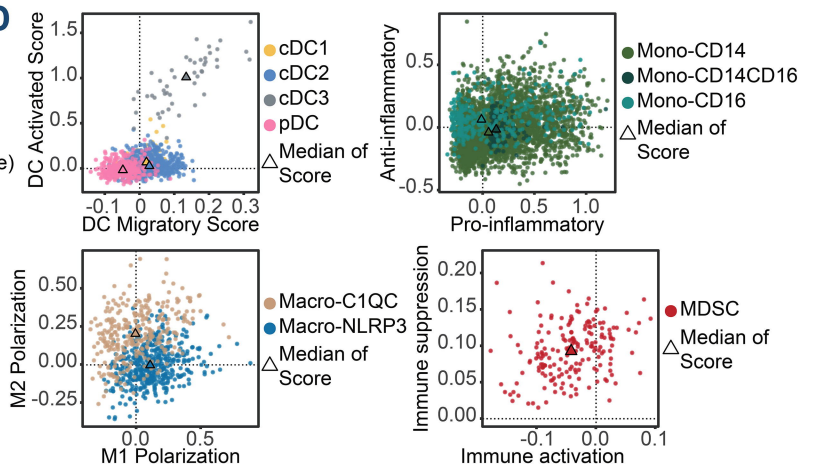 b
DC Activated Score
1.5
1.0
0.5
0.0
-0.1 0 0.1 0.2 0.3
DC Migratory Score
cDC1
cDC2
cDC3
pDC
Median of
Score
e)
Anti-inflammatory
0.5
0.0
-0.5
0.0 0.5 1.0
Pro-inflammatory
Mono-CD14
Mono-CD14CD16
Mono-CD16
Median of
Score
M2 Polarization
0.50
0.25
0.00
-0.25
0.0 0.5
M1 Polarization
Macro-C1QC
Macro-NLRP3
Median of
Score
Immune suppression
0.20
0.15
0.10
0.05
0.00
-0.1 0.0 0.1
Immune activation
MDSC
Median of
Score